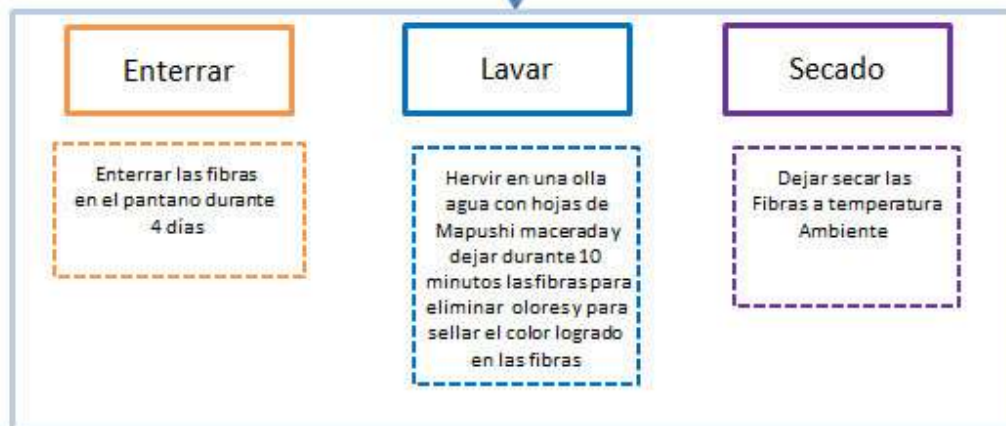 Enterrar
Enterrar las fibras
en el pantano durante
4 días
Lavar
Hervir en una olla
agua con hojas de
Mapushi macerada y
dejar durante 10
minutos las fibras para
eliminar olores y para
sellar el color logrado
en las fibras
Secado
Dejar secar las
Fibras a temperatura
Ambiente